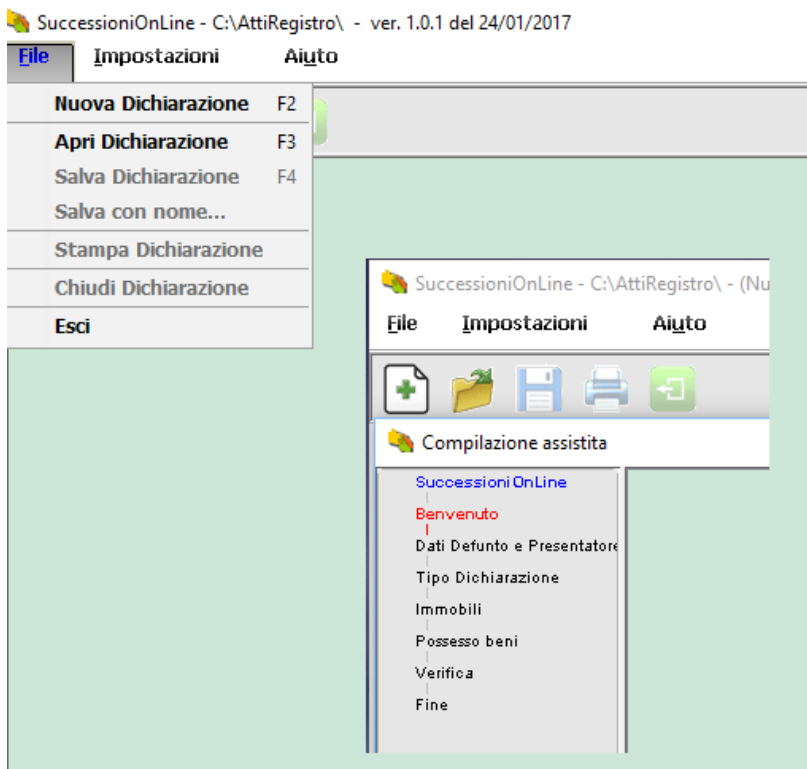 SuccessioniOnLine - C:\AttiRegistro\ - ver. 1.0.1 del 24/01/2017
File Impostazioni Aiuto
Nuova Dichiarazione F2
Apri Dichiarazione F3
Salva Dichiarazione F4
Salva con nome...
Stampa Dichiarazione
Chiudi Dichiarazione
Esci
SuccessioniOnLine - C:\AttiRegistro\ - (Nu
File Impostazioni Aiuto
Compilazione assistita
SuccessioniOnLine
Benvenuto
Dati Defunto e Presentatore
Tipo Dichiarazione
Immobili
Possesso beni
Verifica
Fine